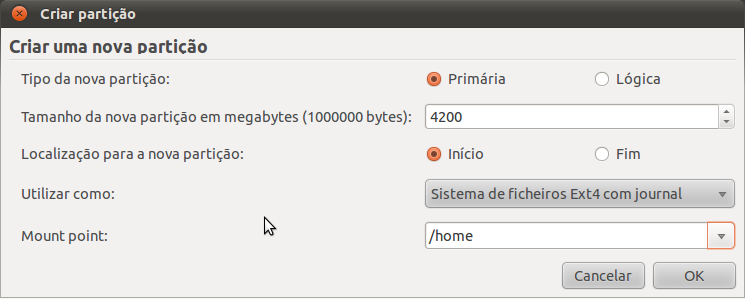 Criar partição
Criar uma nova partição
Tipo da nova partição: Primária Lógica
Tamanho da nova partição em megabytes (1000000 bytes): 4200
Localização para a nova partição: Início Fim
Utilizar como: Sistema de ficheiros Ext4 com journal
Mount point: /home
Cancelar OK